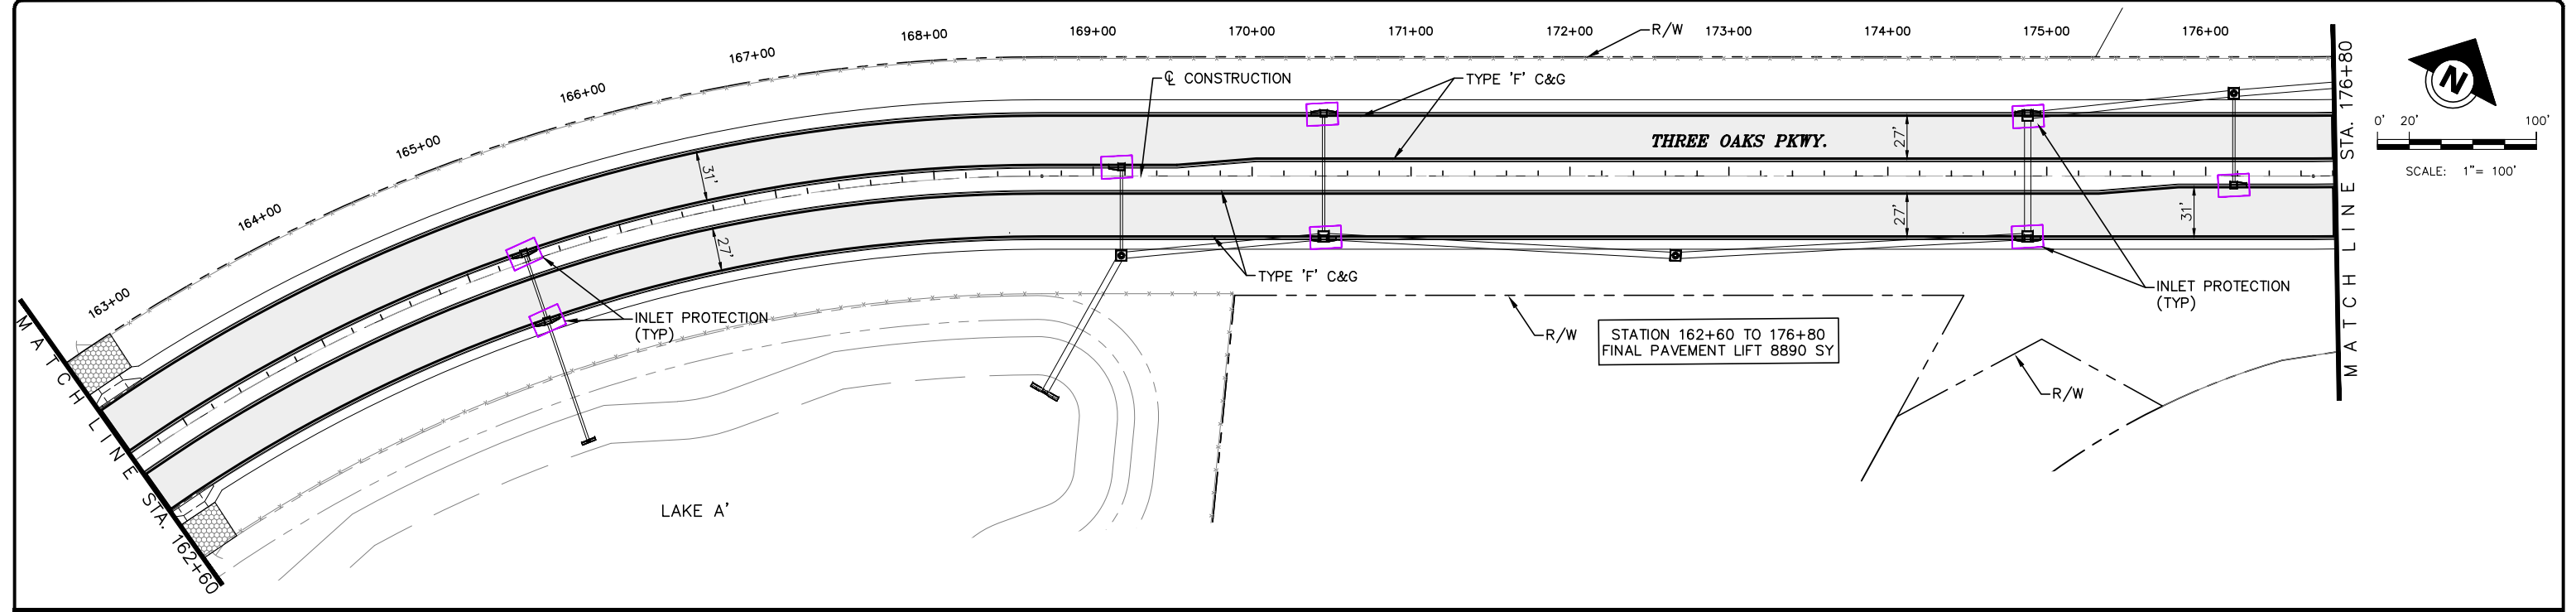 163+00
164+00
165+00
166+00
167+00
168+00
169+00
170+00
171+00
172+00
173+00
174+00
175+00
176+00
R/W
℄ CONSTRUCTION
TYPE 'F' C&G
THREE OAKS PKWY.
31'
27'
27'
27'
31'
TYPE 'F' C&G
INLET PROTECTION
(TYP)
INLET PROTECTION
(TYP)
R/W
STATION 162+60 TO 176+80
FINAL PAVEMENT LIFT 8890 SY
R/W
LAKE A'
MATCH LINE STA. 162+60
MATCH LINE STA. 176+80
N
0' 20' 100'
SCALE: 1"= 100'